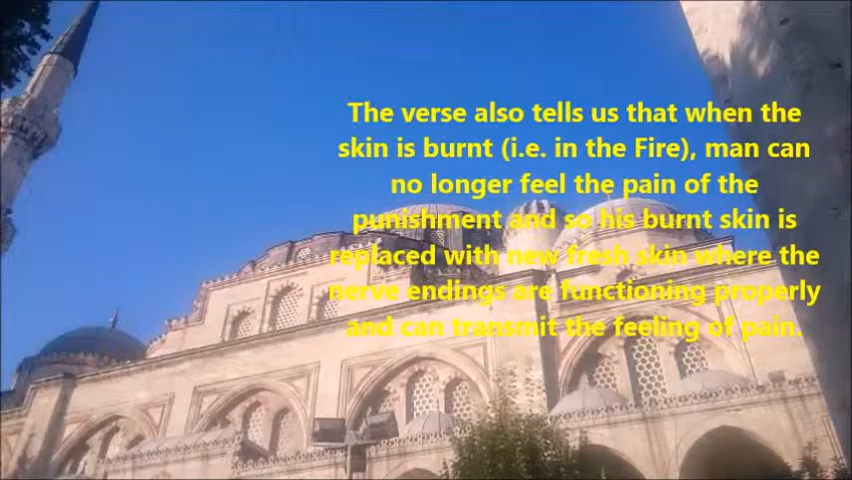 The verse also tells us that when the
skin is burnt (i.e. in the Fire), man can
no longer feel the pain of the
punishment and so his burnt skin is
replaced with new fresh skin where the
nerve endings are functioning properly
and can transmit the feeling of pain.